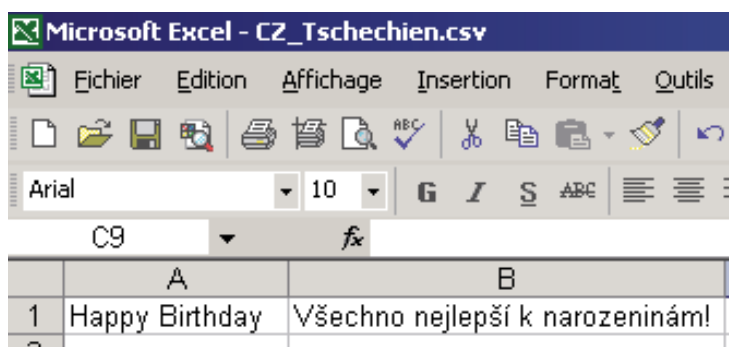 Microsoft Excel - CZ_Tschechien.csv
Fichier Edition Affichage Insertion Format Outils
ABC
Arial 10 G I S ABC
C9 fx
A B
1 Happy Birthday Všechno nejlepší k narozeninám!